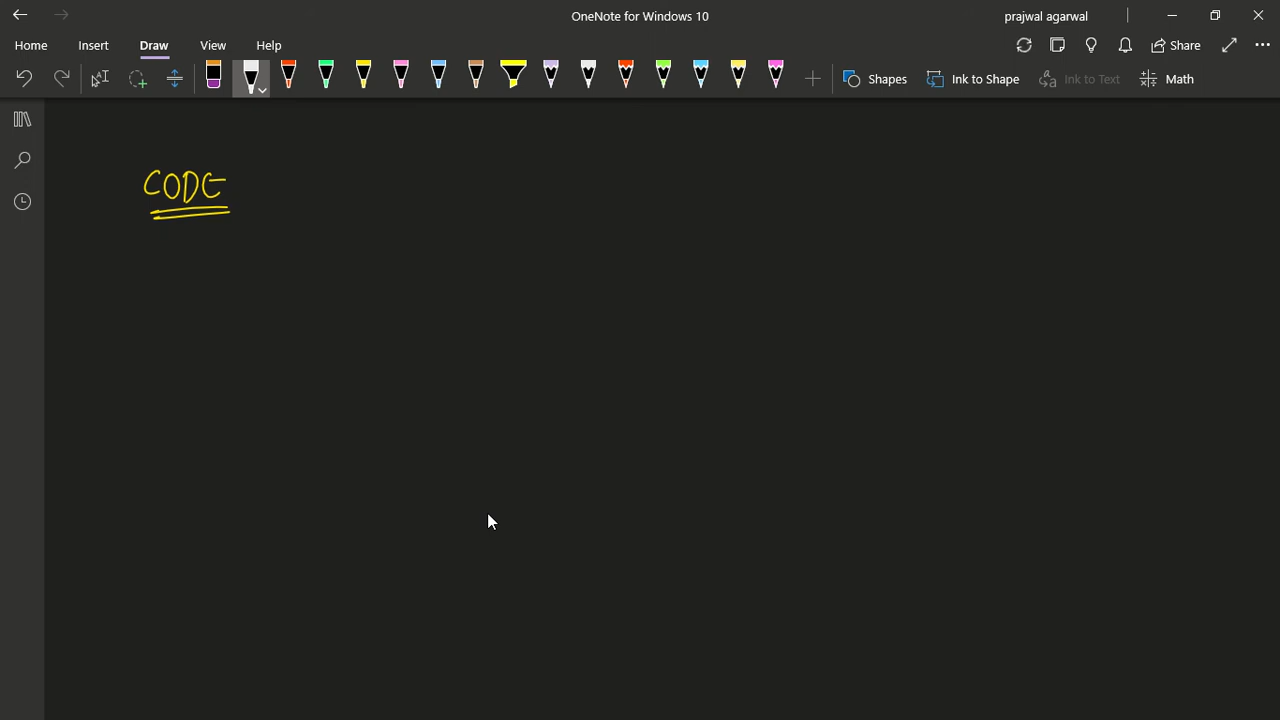 OneNote for Windows 10
prajwal agarwal
Home Insert Draw View Help
Share
Shapes
Ink to Shape
Ink to Text
Math
CODE